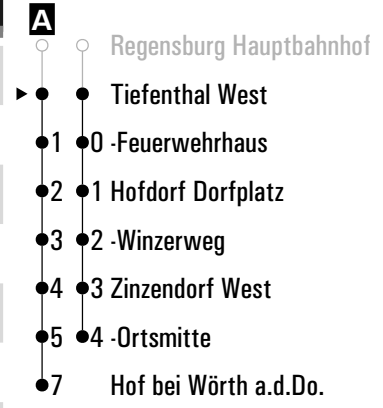 A
Regensburg Hauptbahnhof
Tiefenthal West
1 0 -Feuerwehrhaus
2 1 Hofdorf Dorfplatz
3 2 -Winzerweg
4 3 Zinzendorf West
5 4 -Ortsmitte
7 Hof bei Wörth a.d.Do.